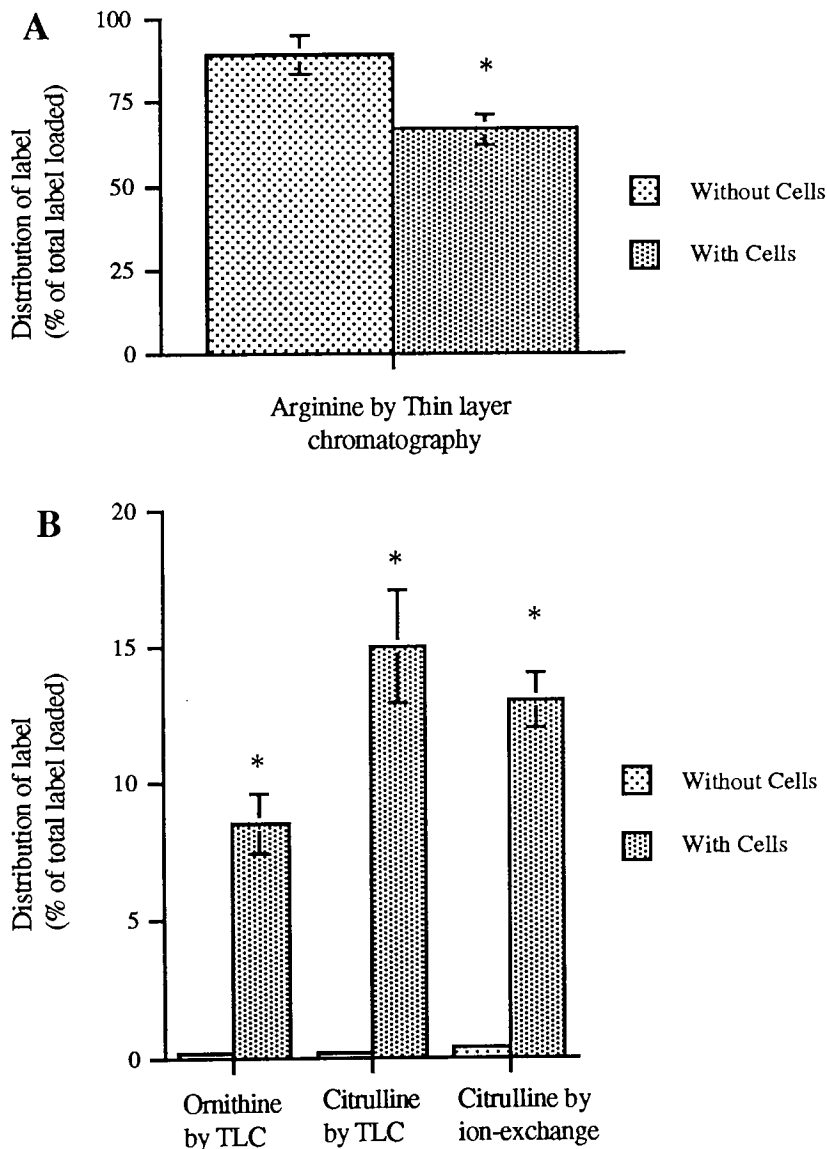 A
100
75
50
25
0
Distribution of label
(% of total label loaded)
*
Without Cells
With Cells
Arginine by Thin layer
chromatography
B
20
15
10
5
0
Distribution of label
(% of total label loaded)
*
*
*
Without Cells
With Cells
Ornithine
by TLC
Citrulline
by TLC
Citrulline by
ion-exchange